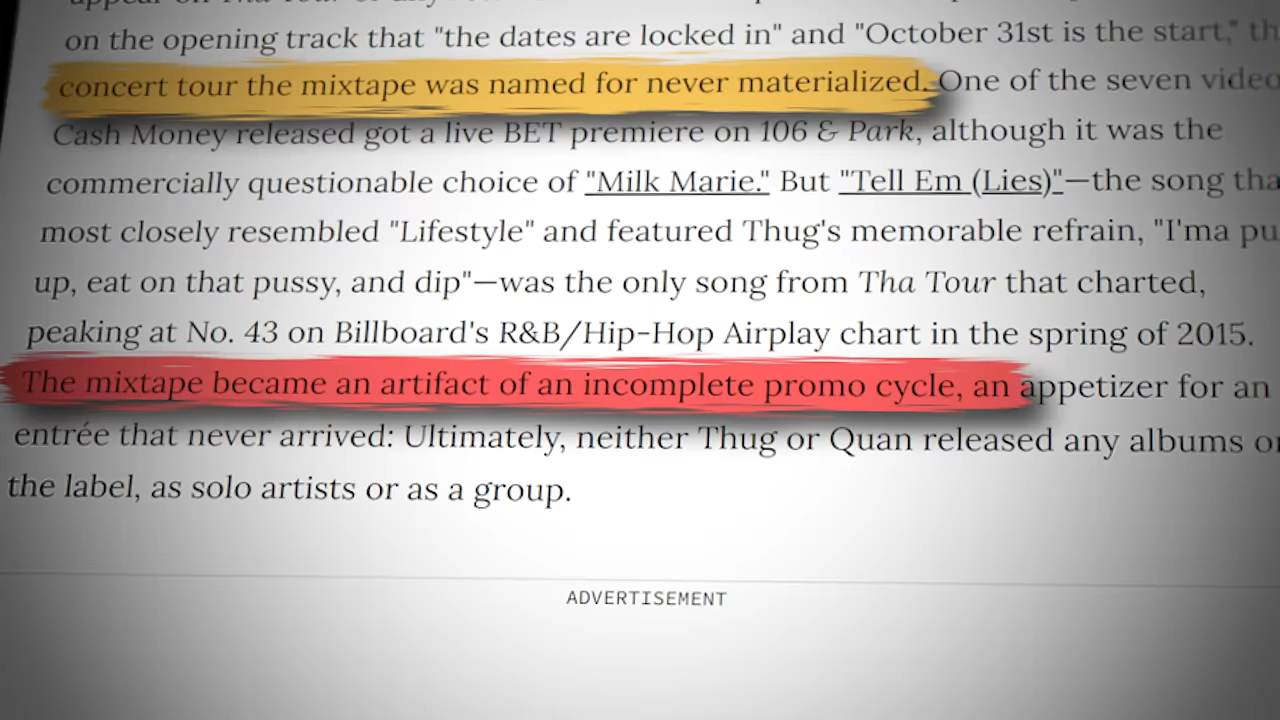 on the opening track that "the dates are locked in" and "October 31st is the start,"
concert tour the mixtape was named for never materialized. One of the seven
Cash Money released got a live BET premiere on 106 & Park, although it was the
commercially questionable choice of "Milk Marie." But "Tell Em (Lies)"—the song
most closely resembled "Lifestyle" and featured Thug's memorable refrain, "I'ma
up, eat on that pussy, and dip"—was the only song from Tha Tour that charted,
peaking at No. 43 on Billboard's R&B/Hip-Hop Airplay chart in the spring of 2015.
The mixtape became an artifact of an incomplete promo cycle, an appetizer for an
entrée that never arrived: Ultimately, neither Thug or Quan released any albums
the label, as solo artists or as a group.
ADVERTISEMENT